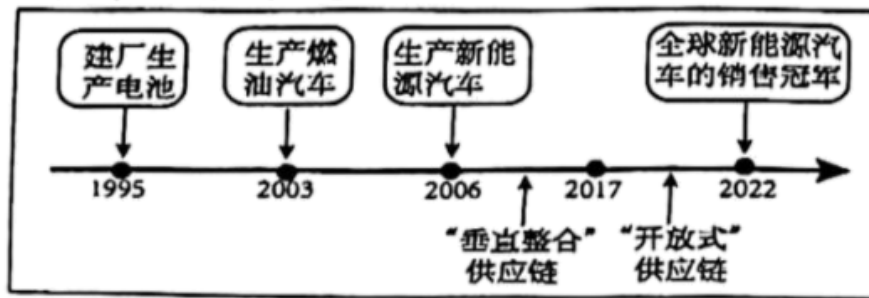 建厂生
产电池
生产燃
油汽车
生产新能
源汽车
全球新能源汽
车的销售冠军
1995
2003
2006
2017
2022
“垂直整合”
供应链
“开放式”
供应链